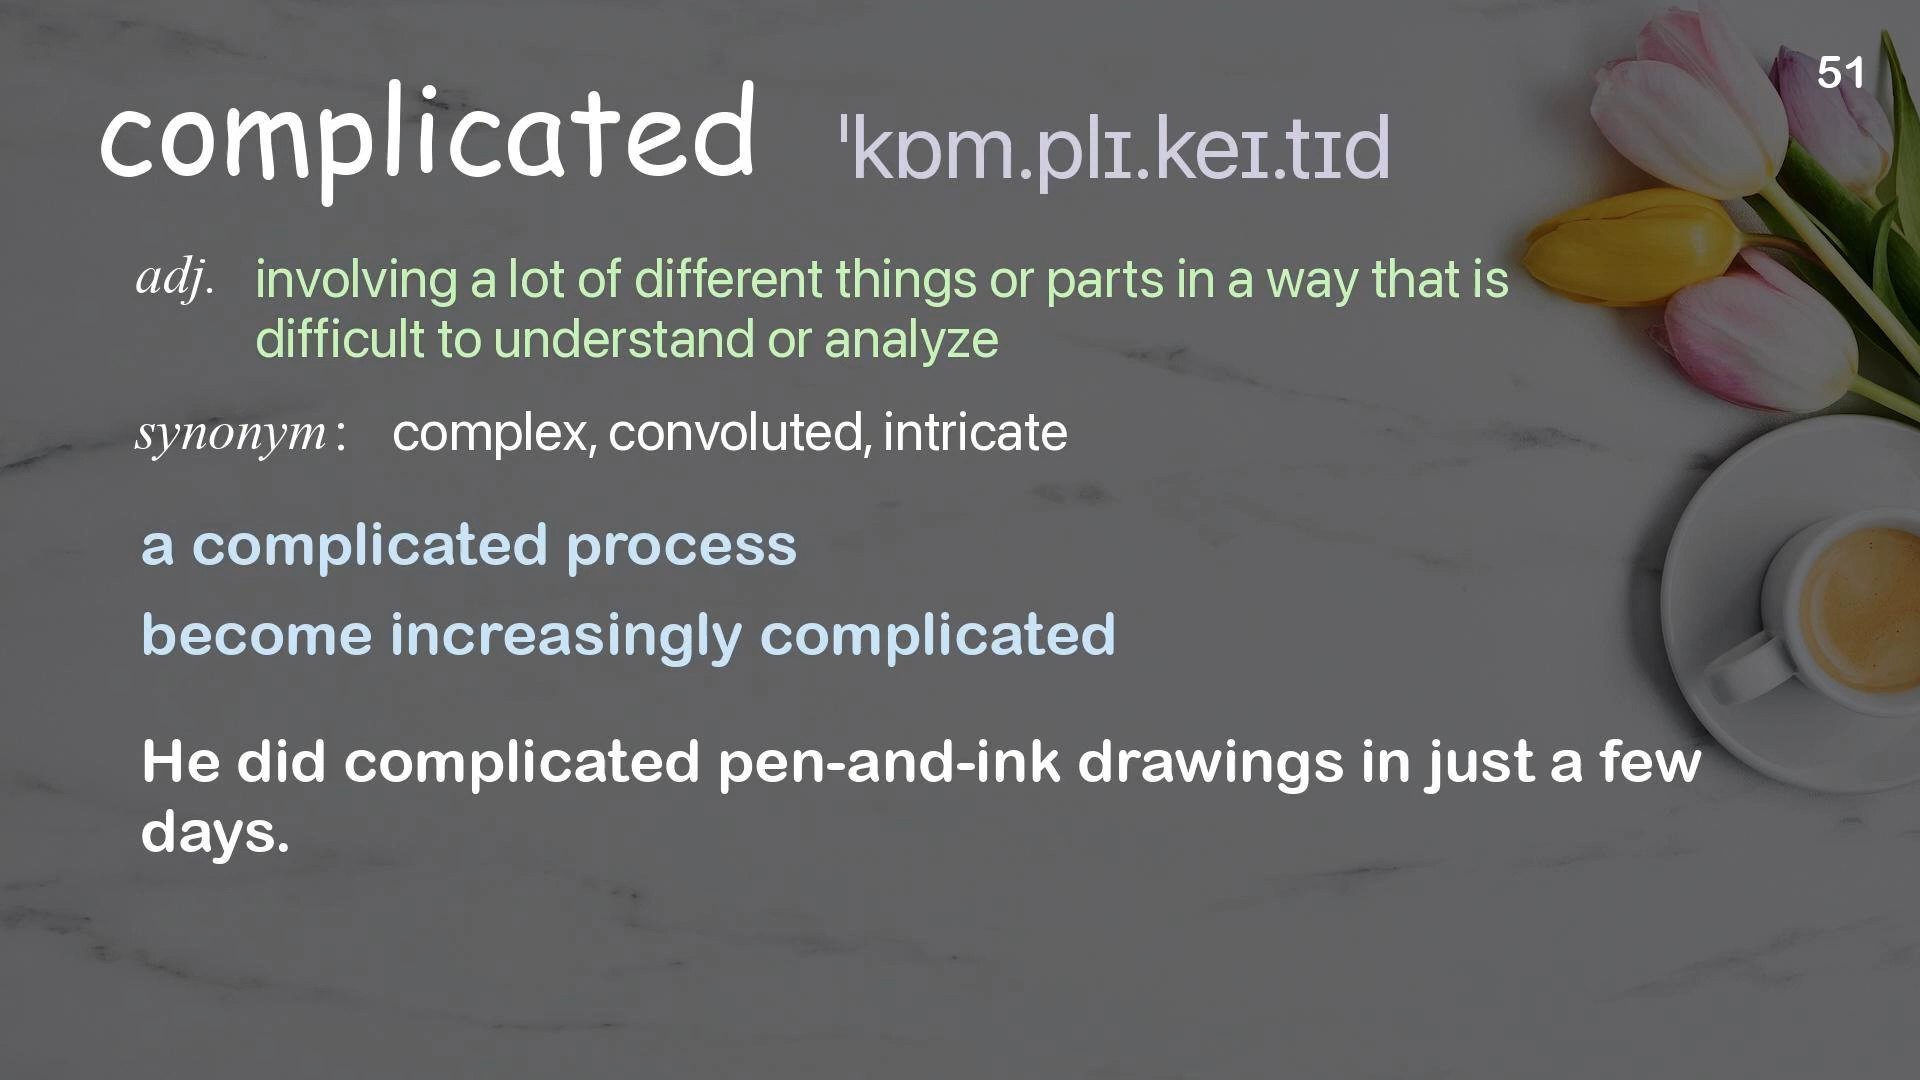 51
complicated ˈkɒm.plɪ.keɪ.tɪd
adj. involving a lot of different things or parts in a way that is
difficult to understand or analyze
synonym : complex, convoluted, intricate
a complicated process
become increasingly complicated
He did complicated pen-and-ink drawings in just a few
days.